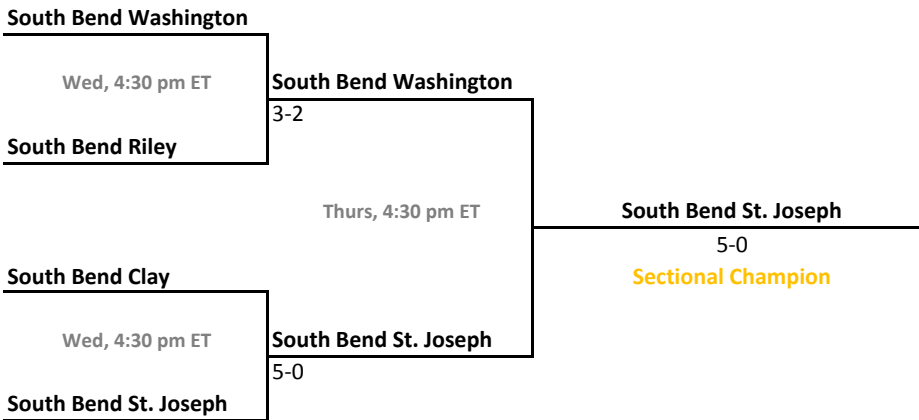 South Bend Washington
Wed, 4:30 pm ET
South Bend Washington
3-2
South Bend Riley
Thurs, 4:30 pm ET
South Bend St. Joseph
5-0
Sectional Champion
South Bend Clay
Wed, 4:30 pm ET
South Bend St. Joseph
5-0
South Bend St. Joseph